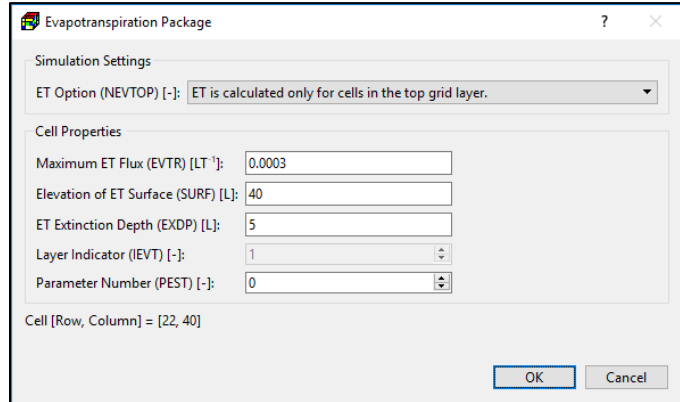 Evapotranspiration Package ? ×
Simulation Settings
ET Option (NEVTOP) [-]: ET is calculated only for cells in the top grid layer.
Cell Properties
Maximum ET Flux (EVTR) [LT⁻¹]: 0.0003
Elevation of ET Surface (SURF) [L]: 40
ET Extinction Depth (EXDP) [L]: 5
Layer Indicator (IEVT) [-]: 1
Parameter Number (PEST) [-]: 0
Cell [Row, Column] = [22, 40]
OK Cancel